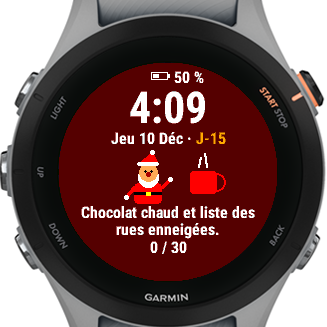 50 %
4:09
Jeu 10 Déc · J-15
Chocolat chaud et liste des
rues enneigées.
0 / 30
LIGHT
START STOP
UP
DOWN
BACK
GARMIN